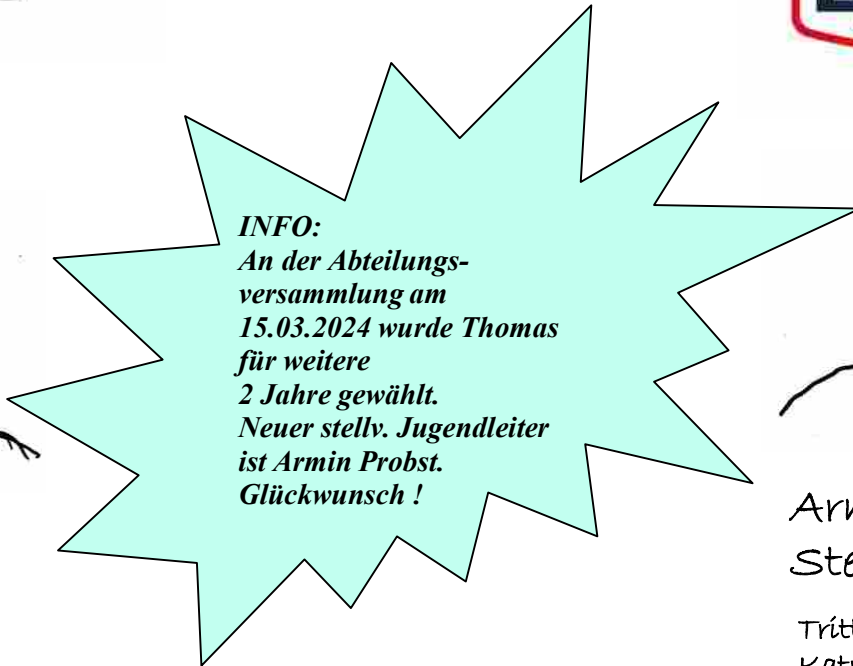 INFO:
An der Abteilungs-
versammlung am
15.03.2024 wurde Thomas
für weitere
2 Jahre gewählt.
Neuer stellv. Jugendleiter
ist Armin Probst.
Glückwunsch !